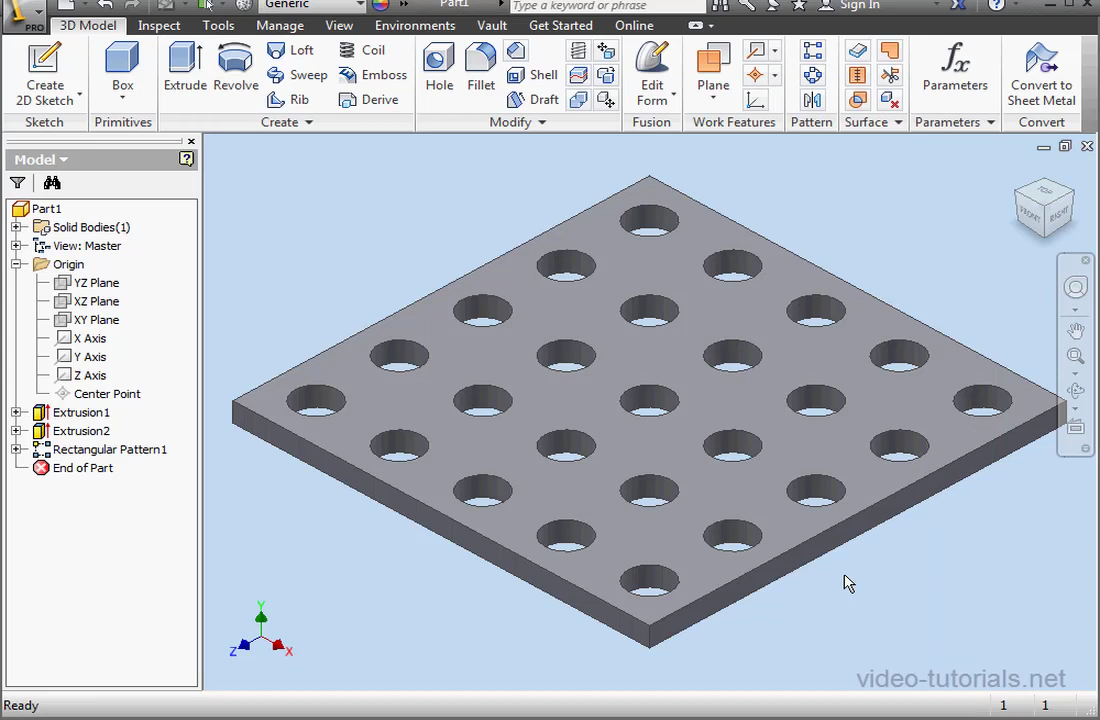 Generic
Part1
Type a keyword or phrase
Sign In
PRO
3D Model
Inspect
Tools
Manage
View
Environments
Vault
Get Started
Online
Create
2D Sketch
Box
Extrude
Revolve
Loft
Sweep
Rib
Coil
Emboss
Derive
Hole
Fillet
Shell
Draft
Edit
Form
Plane
Parameters
Convert to
Sheet Metal
Sketch
Primitives
Create
Modify
Fusion
Work Features
Pattern
Surface
Parameters
Convert
Model
Part1
Solid Bodies(1)
View: Master
Origin
YZ Plane
XZ Plane
XY Plane
X Axis
Y Axis
Z Axis
Center Point
Extrusion1
Extrusion2
Rectangular Pattern1
End of Part
TOP
FRONT
RIGHT
Y
Z
X
video-tutorials.net
Ready
1
1